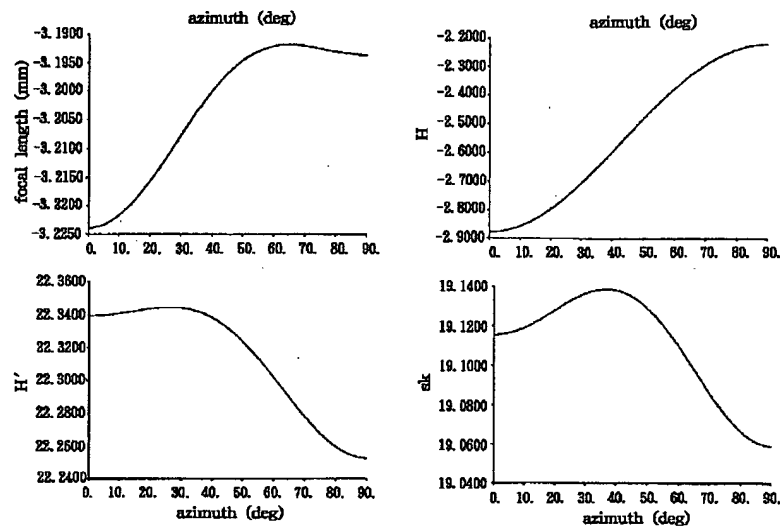 azimuth (deg)
-3.1900
-3.1950
-3.2000
-3.2050
-3.2100
-3.2150
-3.2200
-3.2250
focal length (mm)
0. 10. 20. 30. 40. 50. 60. 70. 80. 90.
azimuth (deg)
-2.2000
-2.3000
-2.4000
-2.5000
-2.6000
-2.7000
-2.8000
-2.9000
H
0. 10. 20. 30. 40. 50. 60. 70. 80. 90.
22.3600
22.3400
22.3200
22.3000
22.2800
22.2600
22.2400
H'
0. 10. 20. 30. 40. 50. 60. 70. 80. 90.
azimuth (deg)
19.1400
19.1200
19.1000
19.0800
19.0600
19.0400
sk
0. 10. 20. 30. 40. 50. 60. 70. 80. 90.
azimuth (deg)